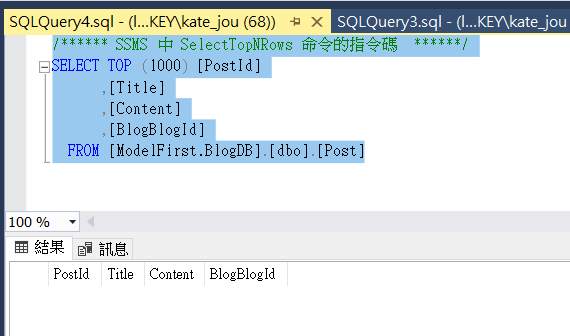 SQLQuery4.sql - (l...KEY\kate_jou (68)) SQLQuery3.sql - (l...KEY\kate_jou
/****** SSMS 中 SelectTopNRows 命令的指令碼  ******/
SELECT TOP (1000) [PostId]
,[Title]
,[Content]
,[BlogBlogId]
FROM [ModelFirst.BlogDB].[dbo].[Post]
100 %
結果 訊息
PostId Title Content BlogBlogId